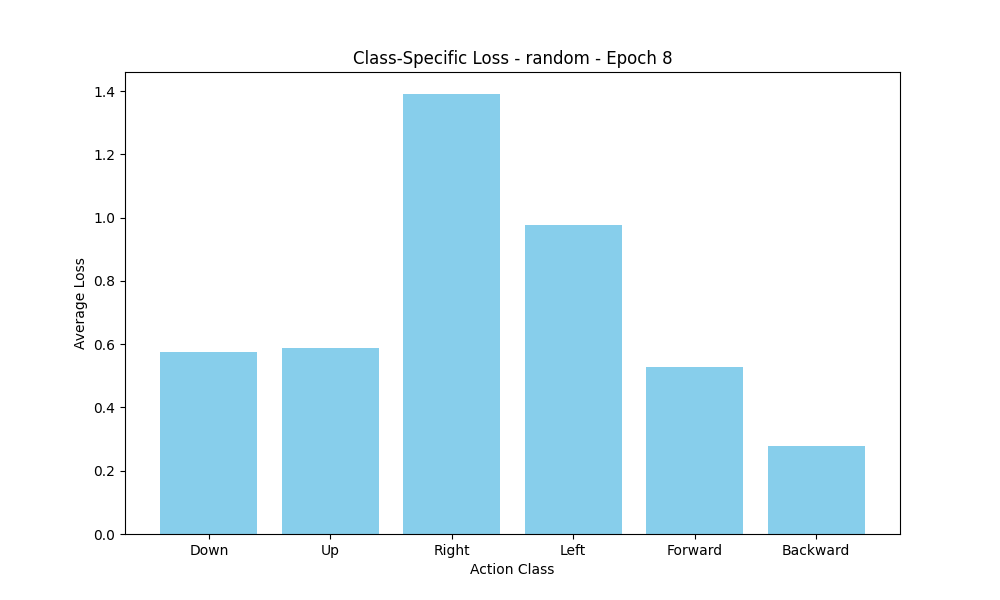 Class-Specific Loss - random - Epoch 8
1.4
1.2
1.0
0.8
0.6
0.4
0.2
0.0
Average Loss
Down Up Right Left Forward Backward
Action Class